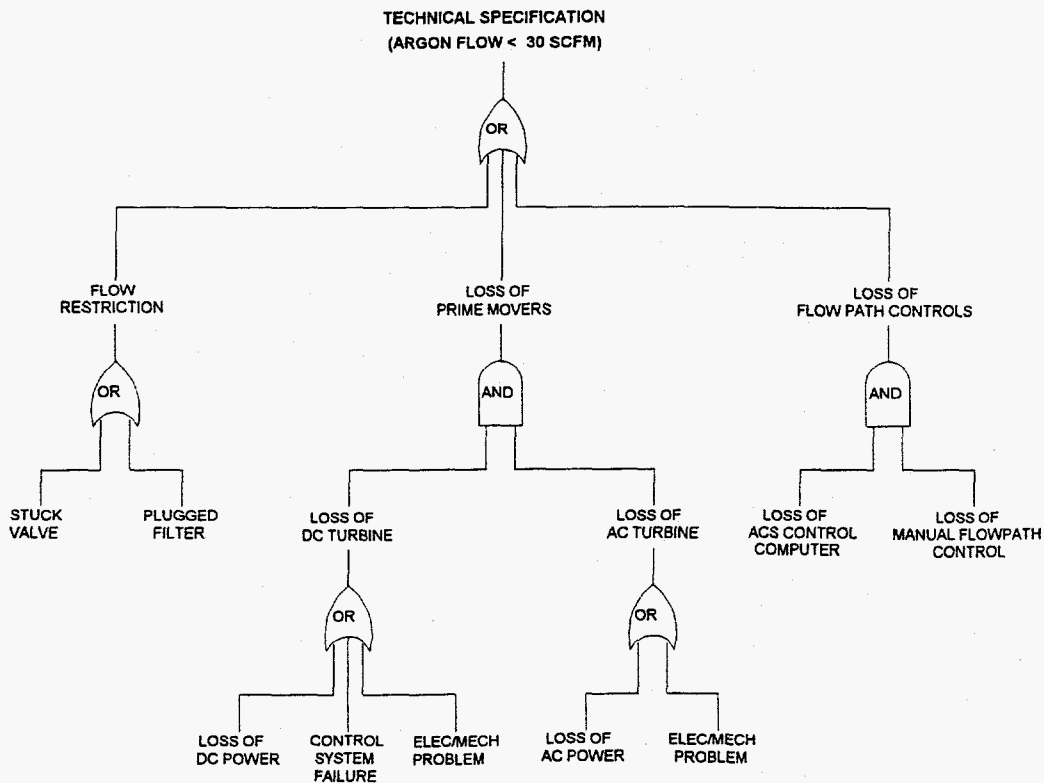 TECHNICAL SPECIFICATION
(ARGON FLOW < 30 SCFM)
OR
FLOW
RESTRICTION
LOSS OF
PRIME MOVERS
LOSS OF
FLOW PATH CONTROLS
OR
AND
AND
STUCK
VALVE
PLUGGED
FILTER
LOSS OF
DC TURBINE
LOSS OF
AC TURBINE
LOSS OF
ACS CONTROL
COMPUTER
LOSS OF
MANUAL FLOWPATH
CONTROL
OR
OR
LOSS OF
DC POWER
CONTROL
SYSTEM
FAILURE
ELEC/MECH
PROBLEM
LOSS OF
AC POWER
ELEC/MECH
PROBLEM